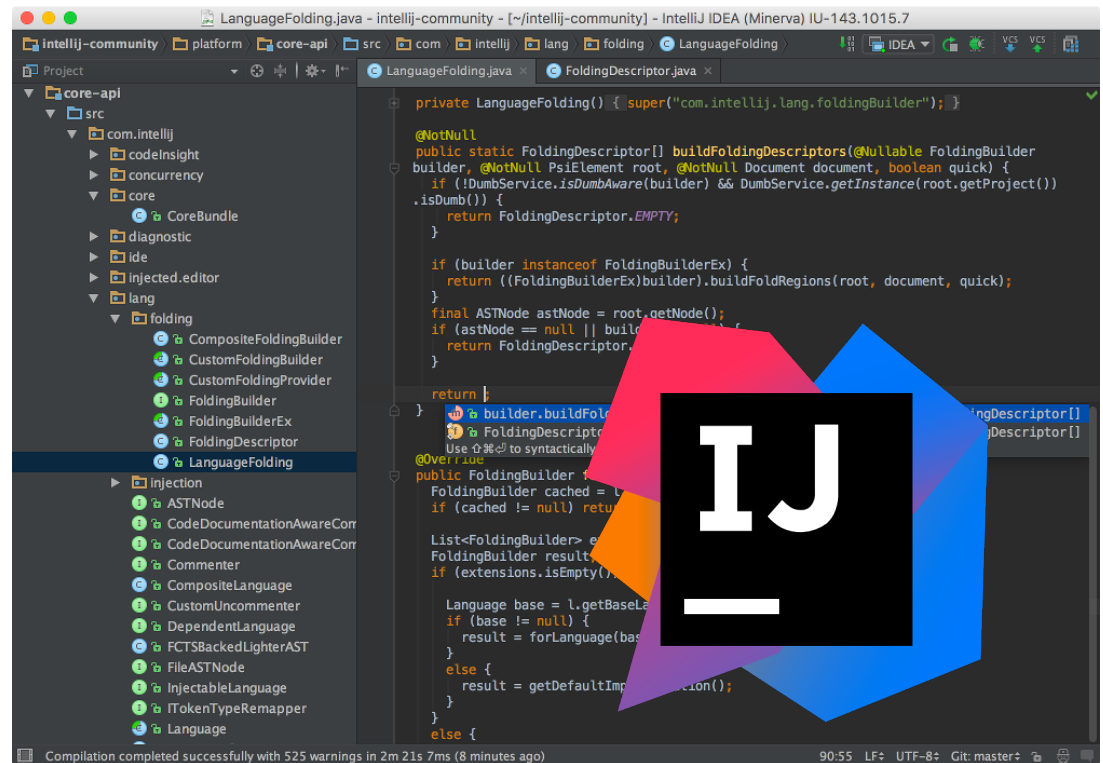 LanguageFolding.java - intellij-community - [~/intellij-community] - IntelliJ IDEA (Minerva) IU-143.1015.7
intellij-community platform core-api src com intellij lang folding LanguageFolding IDEA VCS VCS
Project LanguageFolding.java FoldingDescriptor.java
core-api
src
com.intellij
codeInsight
concurrency
core
CoreBundle
diagnostic
ide
injected.editor
lang
folding
CompositeFoldingBuilder
CustomFoldingBuilder
CustomFoldingProvider
FoldingBuilder
FoldingBuilderEx
FoldingDescriptor
LanguageFolding
injection
ASTNode
CodeDocumentationAwareCom
CodeDocumentationAwareCom
Commenter
CompositeLanguage
CustomUncommenter
DependentLanguage
FCTSBackedLighterAST
FileASTNode
InjectableLanguage
ITokenTypeRemapper
Language
private LanguageFolding() { super("com.intellij.lang.foldingBuilder"); }
@NotNull
public static FoldingDescriptor[] buildFoldingDescriptors(@Nullable FoldingBuilder
builder, @NotNull PsiElement root, @NotNull Document document, boolean quick) {
if (!DumbService.isDumbAware(builder) && DumbService.getInstance(root.getProject())
.isDumb()) {
return FoldingDescriptor.EMPTY;
}
if (builder instanceof FoldingBuilderEx) {
return ((FoldingBuilderEx)builder).buildFoldRegions(root, document, quick);
}
final ASTNode astNode = root.getNode();
if (astNode == null || buil ) {
return FoldingDescriptor.
}
return ;
}
builder.buildFol ingDescriptor[]
FoldingDescripto gDescriptor[]
Use ⇧⌘⏎ to syntactically
@Override
public FoldingBuilder f
FoldingBuilder cached = l
if (cached != null) retu
List<FoldingBuilder> e
FoldingBuilder result
if (extensions.isEmpty()
Language base = l.getBaseLa
if (base != null) {
result = forLanguage(bas
}
else {
result = getDefaultImp tion();
}
}
else {
IJ
Compilation completed successfully with 525 warnings in 2m 21s 7ms (8 minutes ago) 90:55 LF UTF-8 Git: master